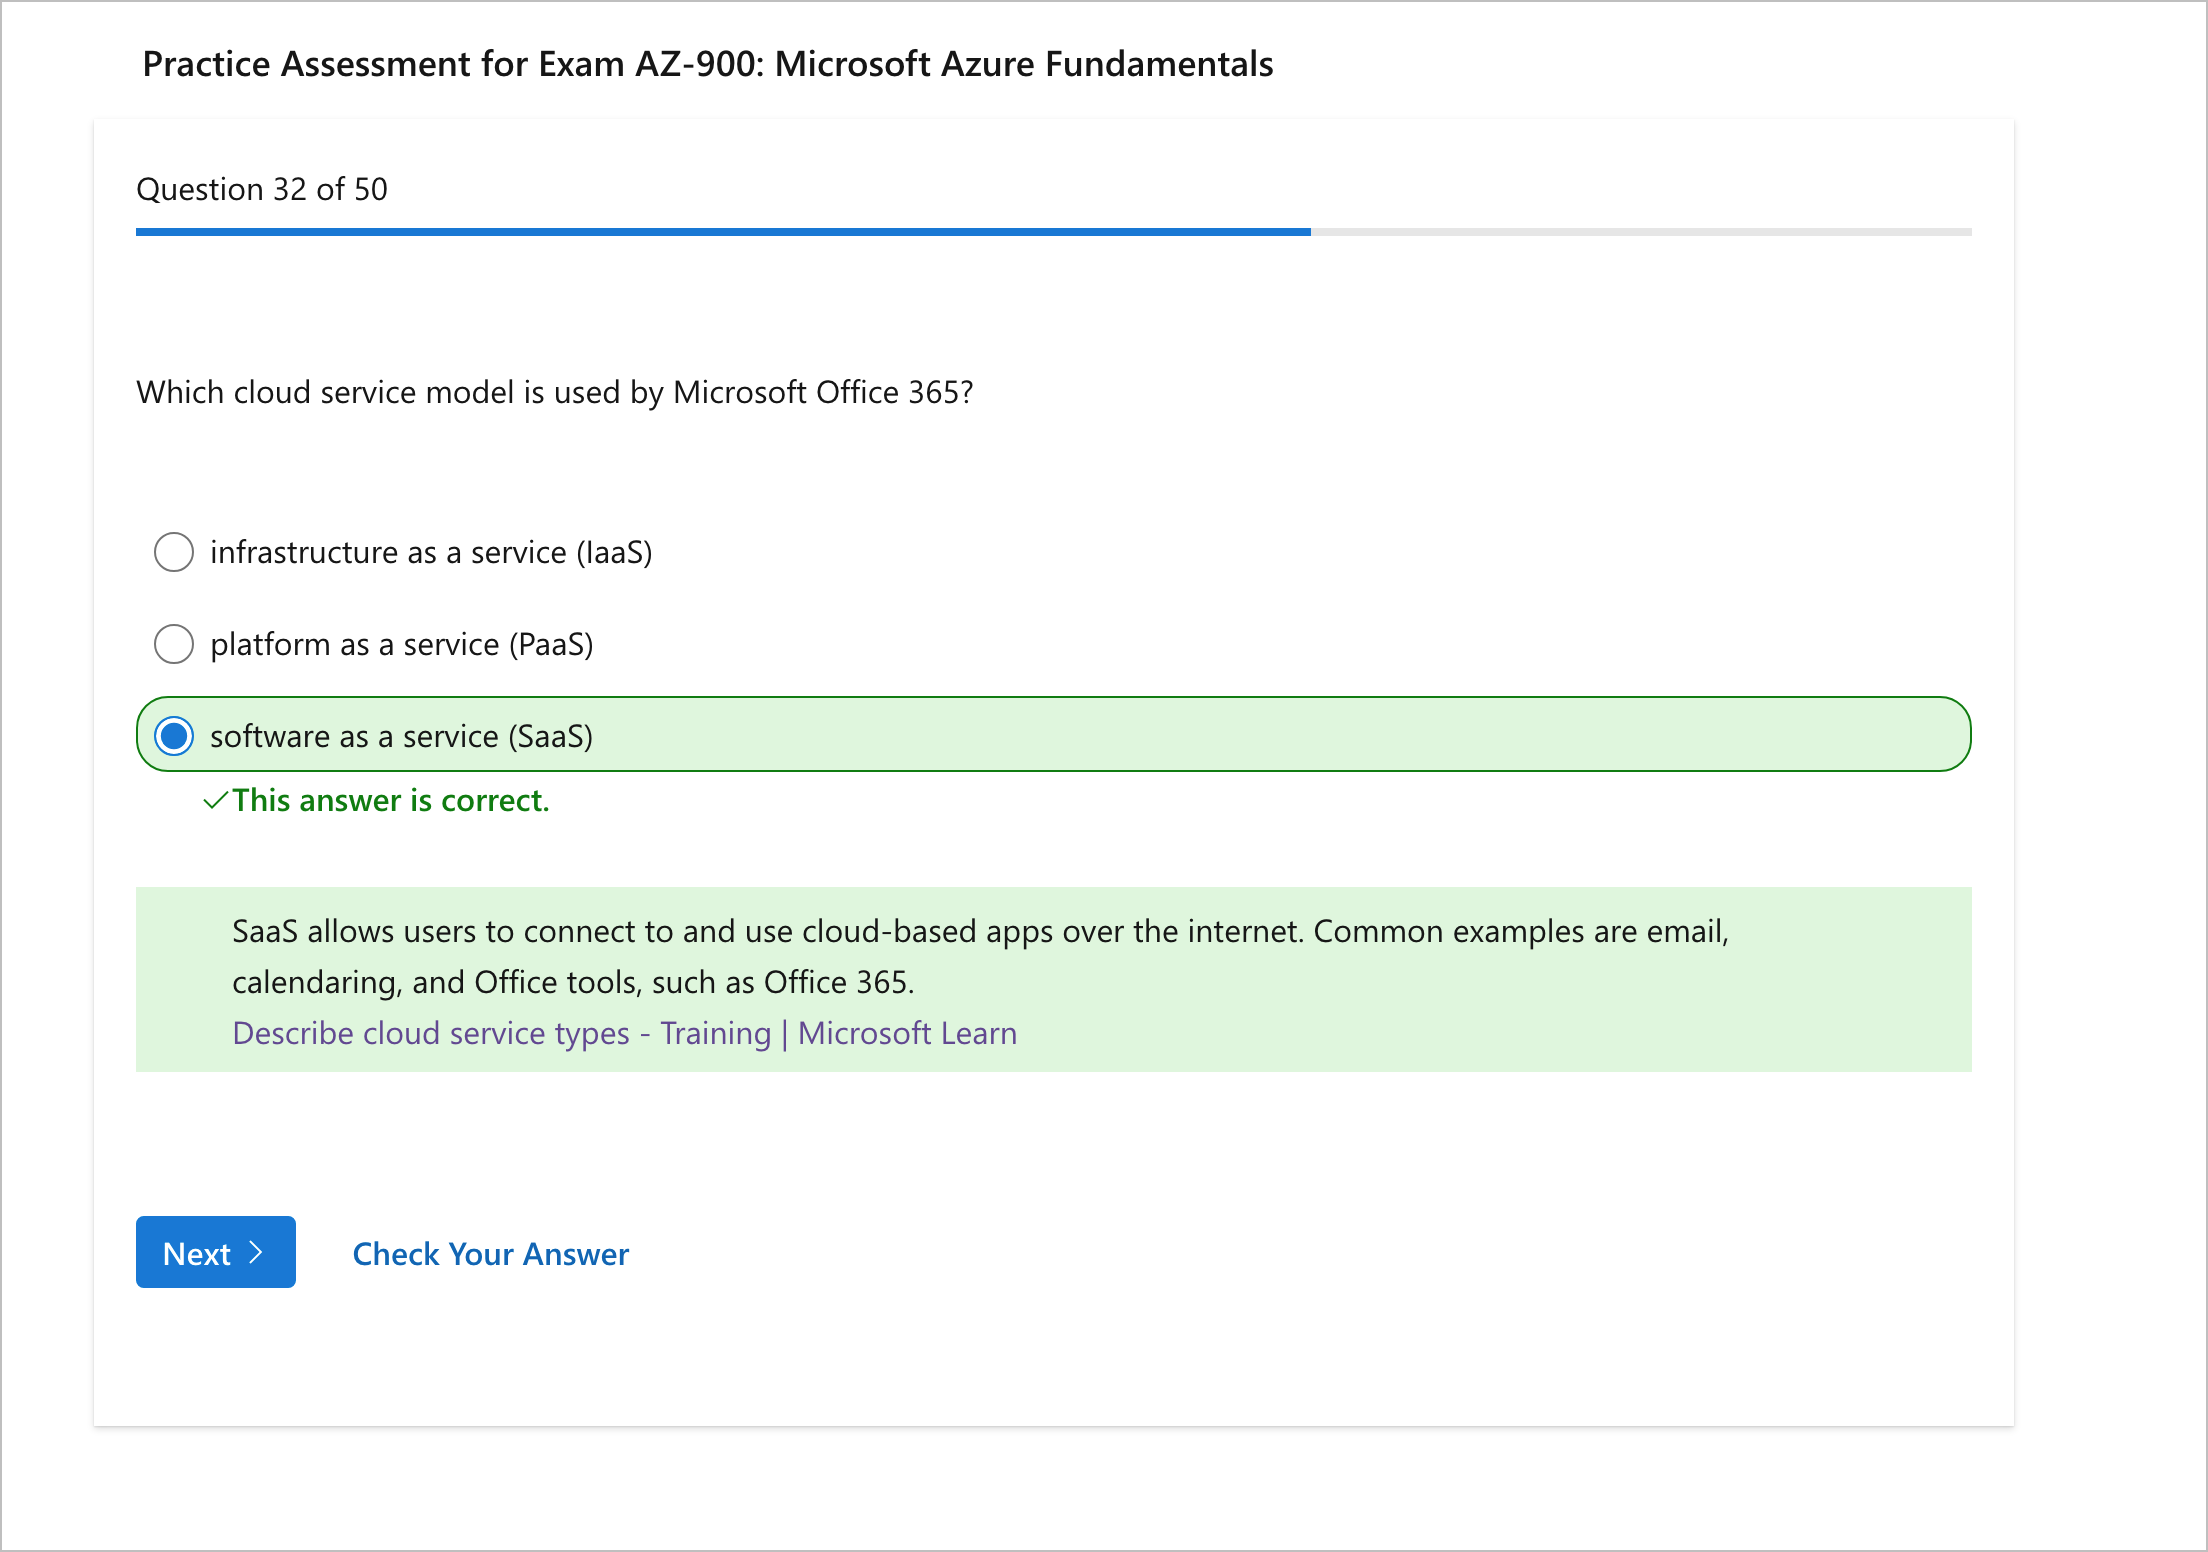 Practice Assessment for Exam AZ-900: Microsoft Azure Fundamentals
Question 32 of 50
Which cloud service model is used by Microsoft Office 365?
infrastructure as a service (IaaS)
platform as a service (PaaS)
software as a service (SaaS)
This answer is correct.
SaaS allows users to connect to and use cloud-based apps over the internet. Common examples are email,
calendaring, and Office tools, such as Office 365.
Describe cloud service types - Training | Microsoft Learn
Next
Check Your Answer